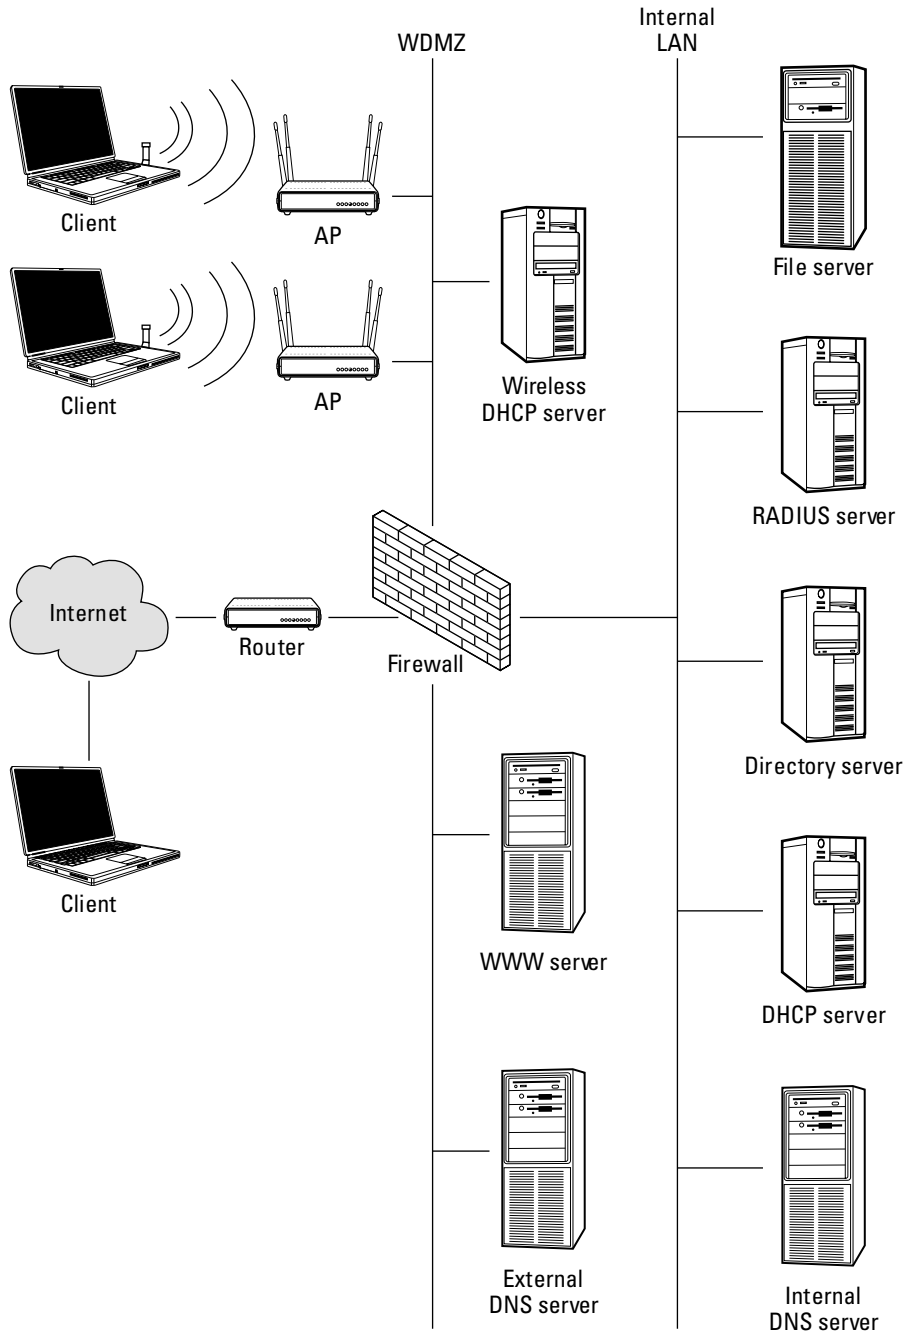 WDMZ
Internal
LAN
Client
AP
File server
Client
AP
Wireless
DHCP server
RADIUS server
Internet
Router
Firewall
Directory server
Client
WWW server
DHCP server
External
DNS server
Internal
DNS server